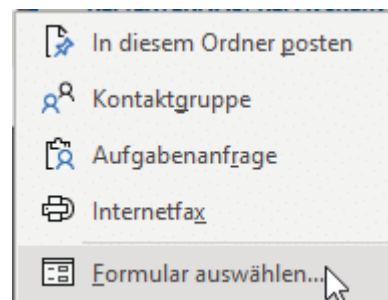 In diesem Ordner posten
Kontaktgruppe
Aufgabenanfrage
Internetfax
Formular auswählen...